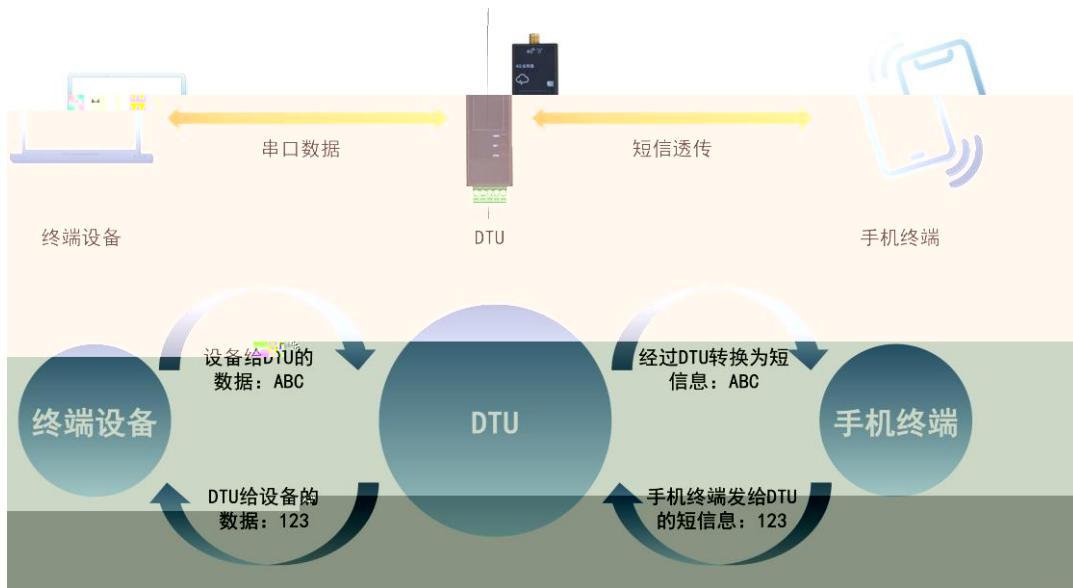 串口数据
短信透传
终端设备
DTU
手机终端
设备给DTU的
数据：ABC
经过DTU转换为短
信息：ABC
终端设备
DTU
手机终端
DTU给设备的
数据：123
手机终端发给DTU
的短信息：123